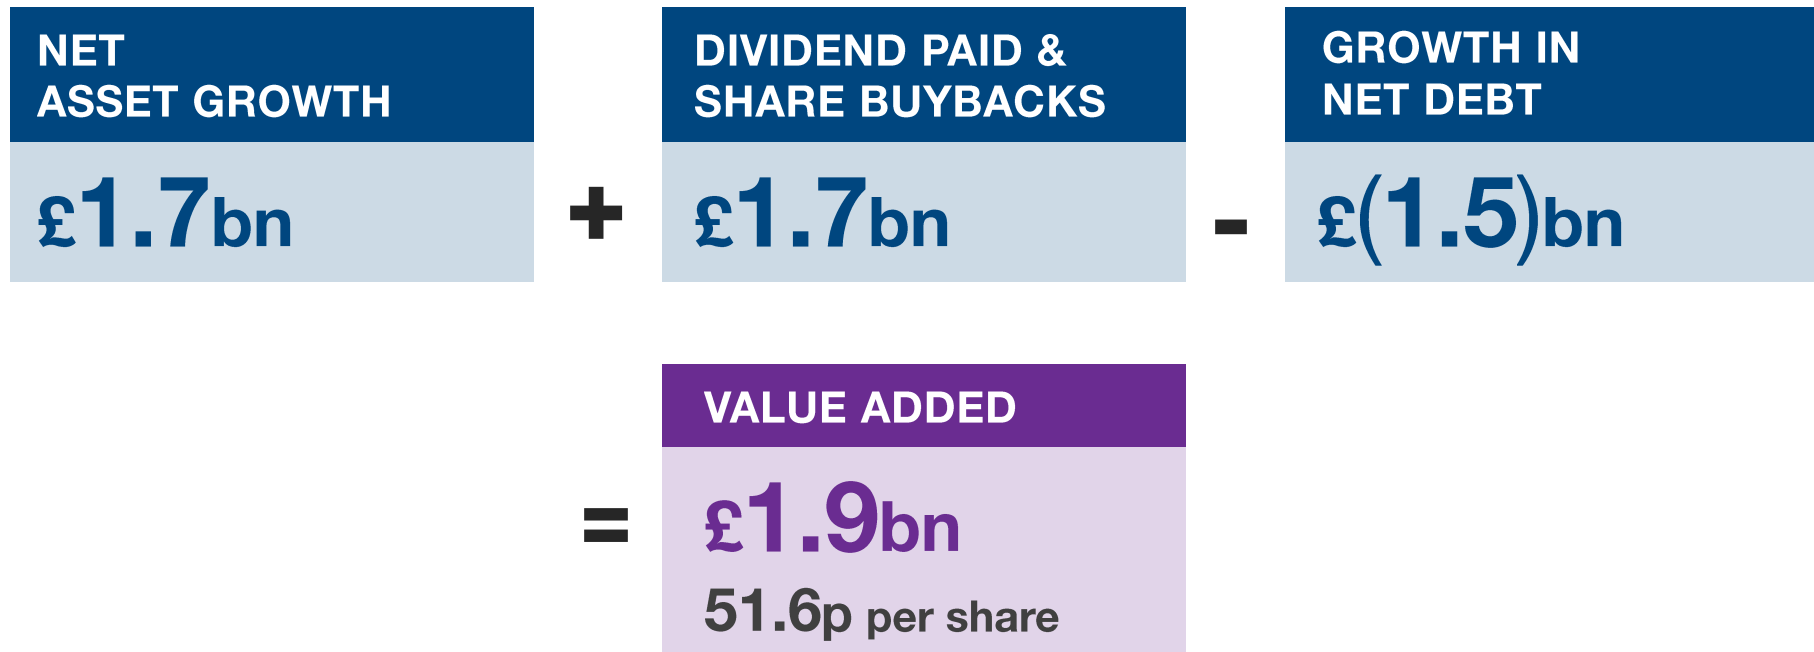 NET
ASSET GROWTH
£1.7bn
+
DIVIDEND PAID &
SHARE BUYBACKS
£1.7bn
-
GROWTH IN
NET DEBT
£(1.5)bn
=
VALUE ADDED
£1.9bn
51.6p per share